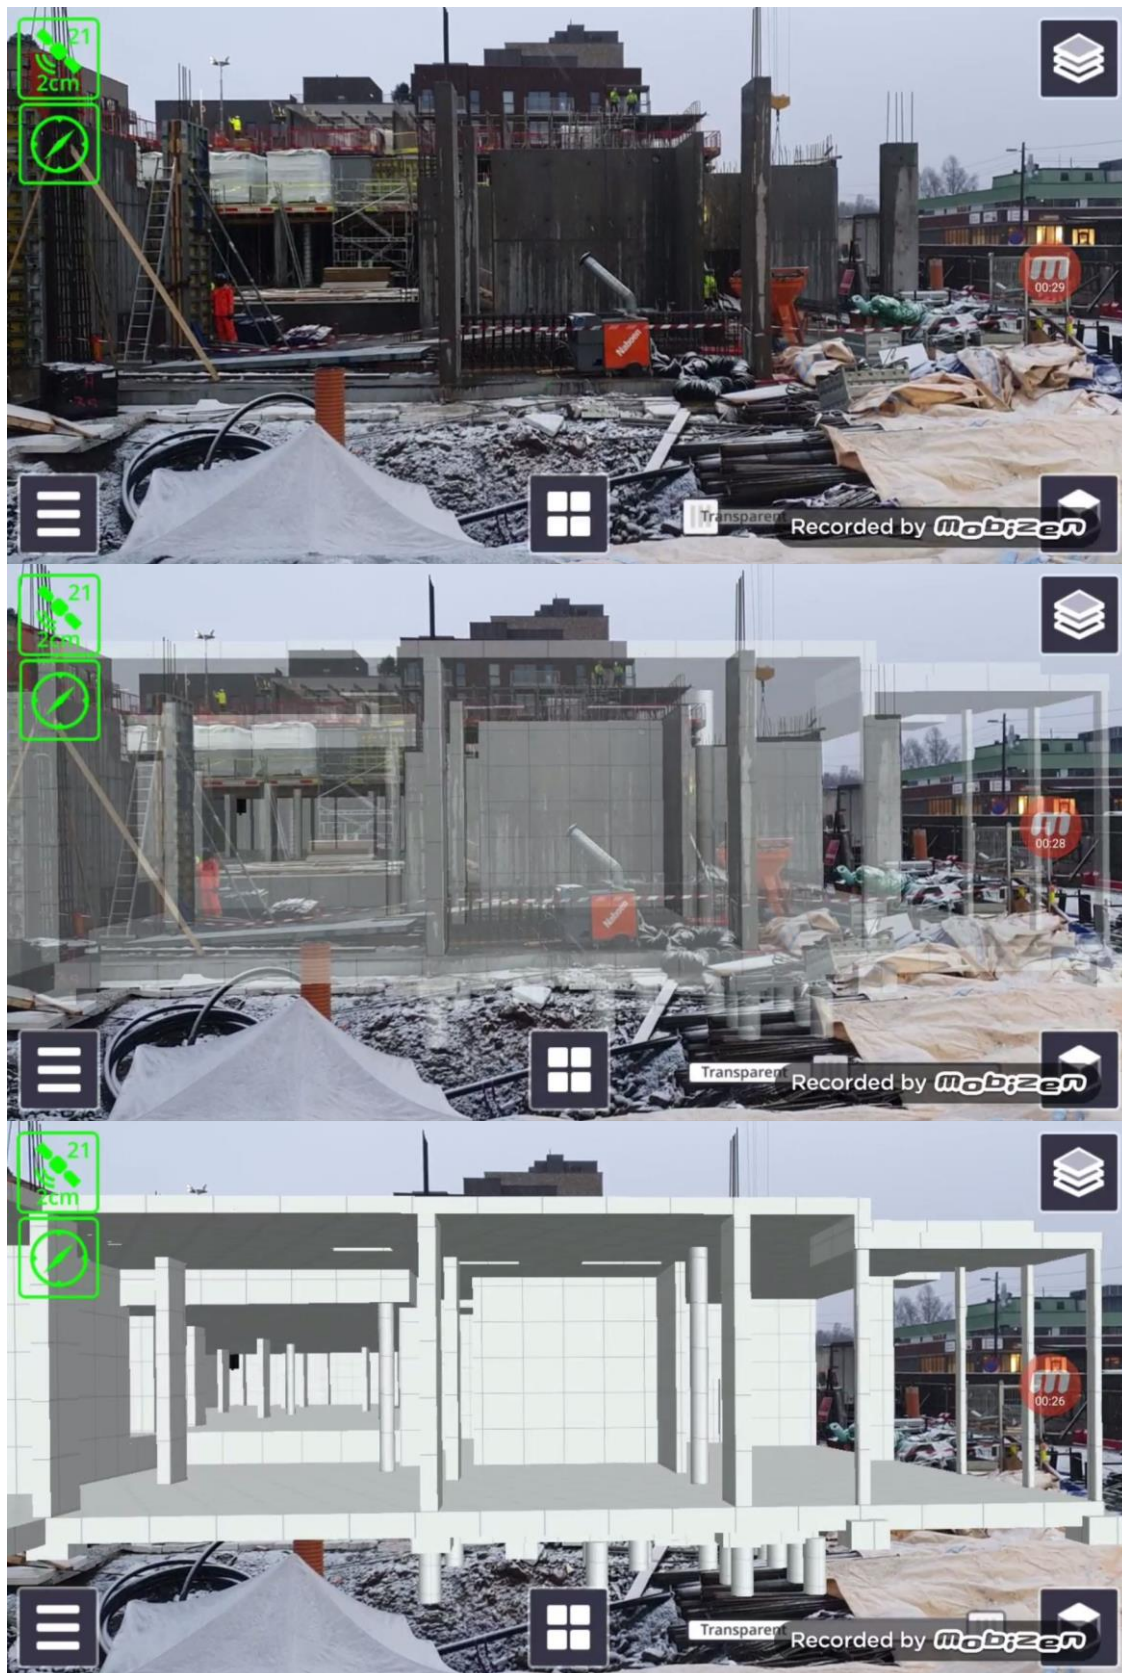 21
2cm
00:29
Nabom
Transparent
Recorded by mobizen
21
2cm
00:28
Nabom
Transparent
Recorded by mobizen
21
2cm
00:26
Transparent
Recorded by mobizen